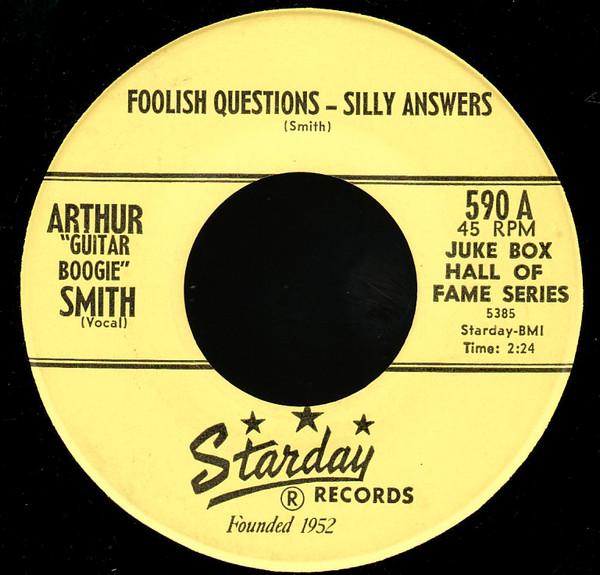 FOOLISH QUESTIONS – SILLY ANSWERS
(Smith)
ARTHUR
"GUITAR
BOOGIE"
SMITH
(Vocal)
590 A
45 RPM
JUKE BOX
HALL OF
FAME SERIES
5385
Starday-BMI
Time: 2:24
Starday
® RECORDS
Founded 1952